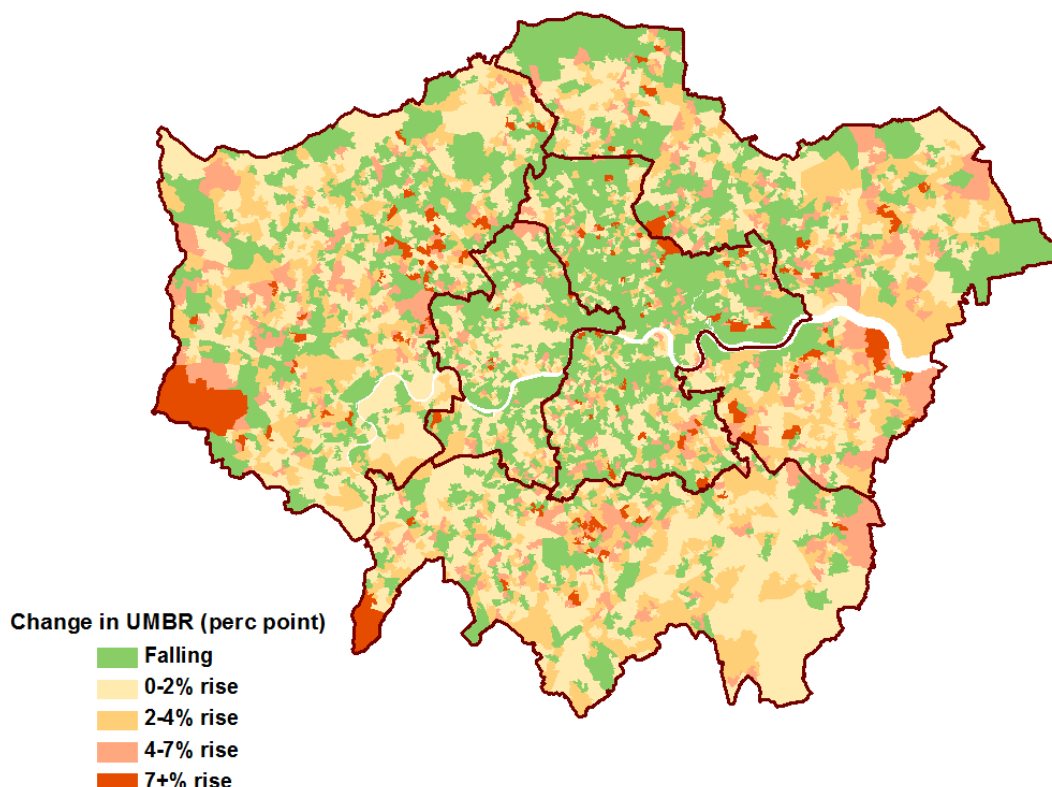 Change in UMBR (perc point)
Falling
0-2% rise
2-4% rise
4-7% rise
7+% rise